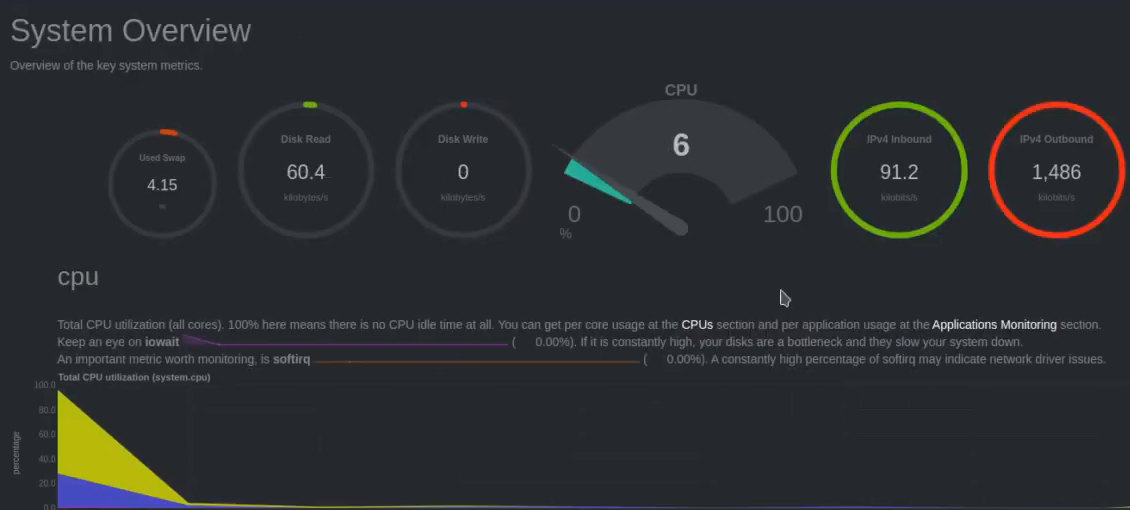 System Overview
Overview of the key system metrics.
CPU
Used Swap
4.15
%
Disk Read
60.4
kilobytes/s
Disk Write
0
kilobytes/s
6
0
100
%
IPv4 Inbound
91.2
kilobits/s
IPv4 Outbound
1,486
kilobits/s
cpu
Total CPU utilization (all cores). 100% here means there is no CPU idle time at all. You can get per core usage at the CPUs section and per application usage at the Applications Monitoring section.
Keep an eye on iowait ( 0.00%). If it is constantly high, your disks are a bottleneck and they slow your system down.
An important metric worth monitoring, is softirq ( 0.00%). A constantly high percentage of softirq may indicate network driver issues.
Total CPU utilization (system.cpu)
100.0
80.0
60.0
40.0
20.0
0.0
percentage